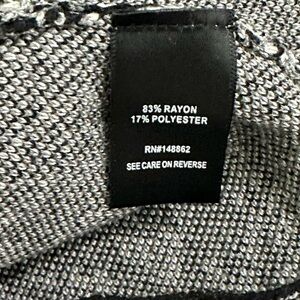 83% RAYON
17% POLYESTER
RN#148862
SEE CARE ON REVERSE